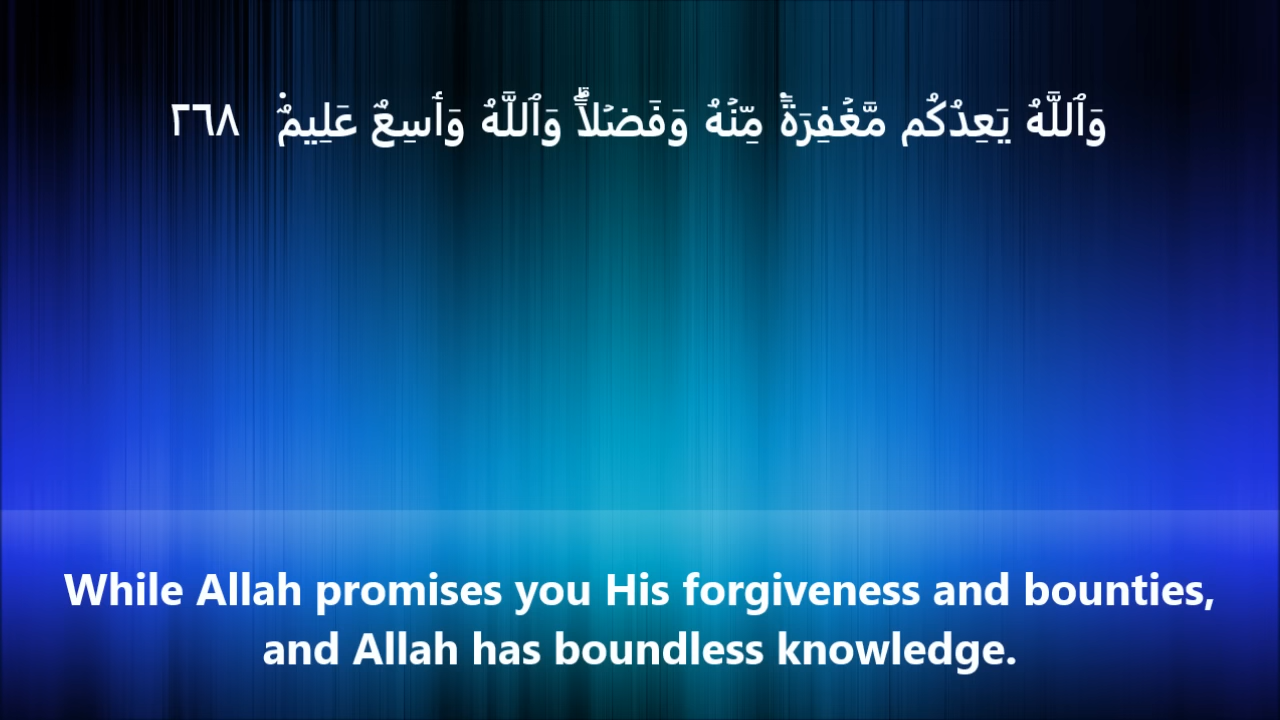 وَٱللَّهُ يَعِدُكُم مَّغۡفِرَةٗ مِّنۡهُ وَفَضۡلٗاۗ وَٱللَّهُ وَٰسِعٌ عَلِيمٞ ٢٦٨
While Allah promises you His forgiveness and bounties,
and Allah has boundless knowledge.